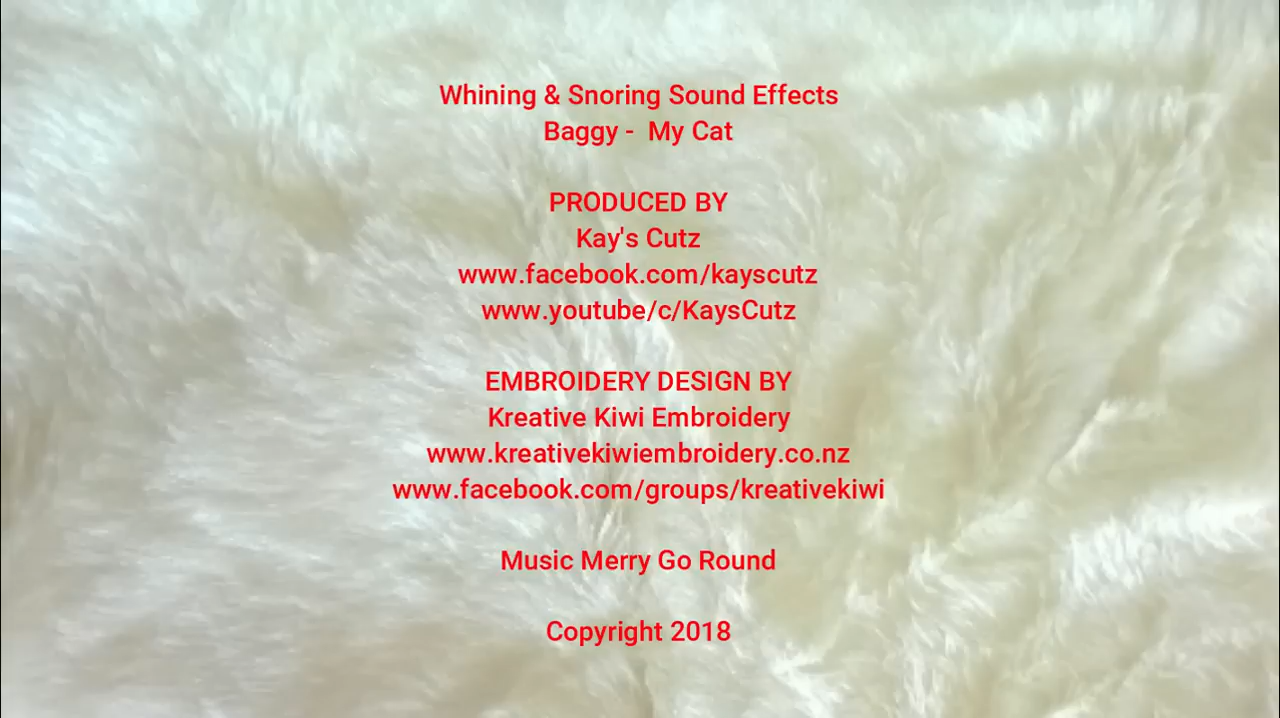 Whining & Snoring Sound Effects
Baggy -  My Cat
PRODUCED BY
Kay's Cutz
www.facebook.com/kayscutz
www.youtube/c/KaysCutz
EMBROIDERY DESIGN BY
Kreative Kiwi Embroidery
www.kreativekiwiembroidery.co.nz
www.facebook.com/groups/kreativekiwi
Music Merry Go Round
Copyright 2018